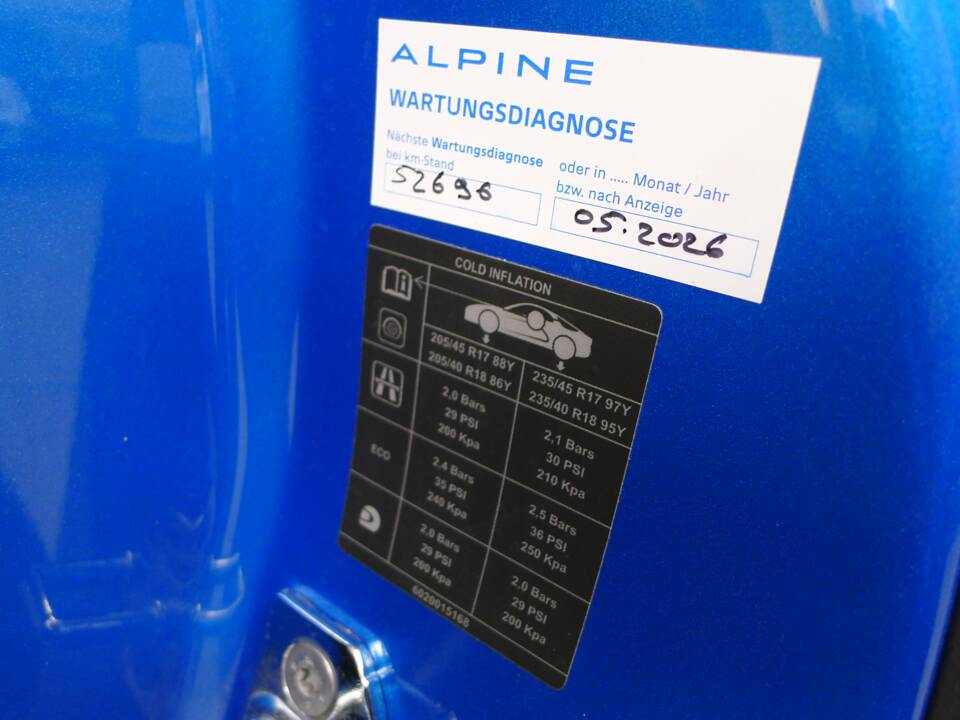 ALPINE
WARTUNGSDIAGNOSE
Nächste Wartungsdiagnose
bei km-Stand
oder in ..... Monat / Jahr
bzw. nach Anzeige
52696
05.2026
COLD INFLATION
205/45 R17 88Y
205/40 R18 86Y
235/45 R17 97Y
235/40 R18 95Y
2,0 Bars
29 PSI
200 Kpa
2,1 Bars
30 PSI
210 Kpa
ECO
2,4 Bars
35 PSI
240 Kpa
2,5 Bars
36 PSI
250 Kpa
2,0 Bars
29 PSI
200 Kpa
2,0 Bars
29 PSI
200 Kpa
6020015168